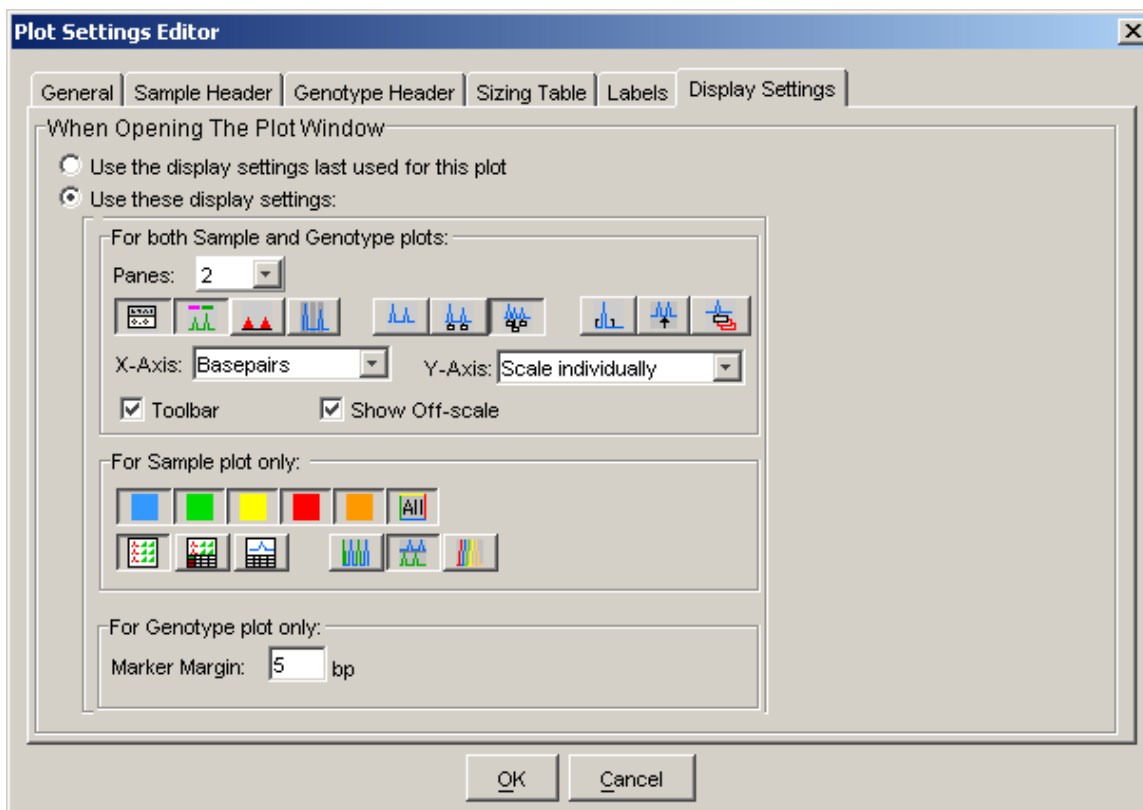 Plot Settings Editor
General Sample Header Genotype Header Sizing Table Labels Display Settings
When Opening The Plot Window
Use the display settings last used for this plot
Use these display settings:
For both Sample and Genotype plots:
Panes: 2
X-Axis: Basepairs Y-Axis: Scale individually
Toolbar Show Off-scale
For Sample plot only:
All
For Genotype plot only:
Marker Margin: 5 bp
OK Cancel